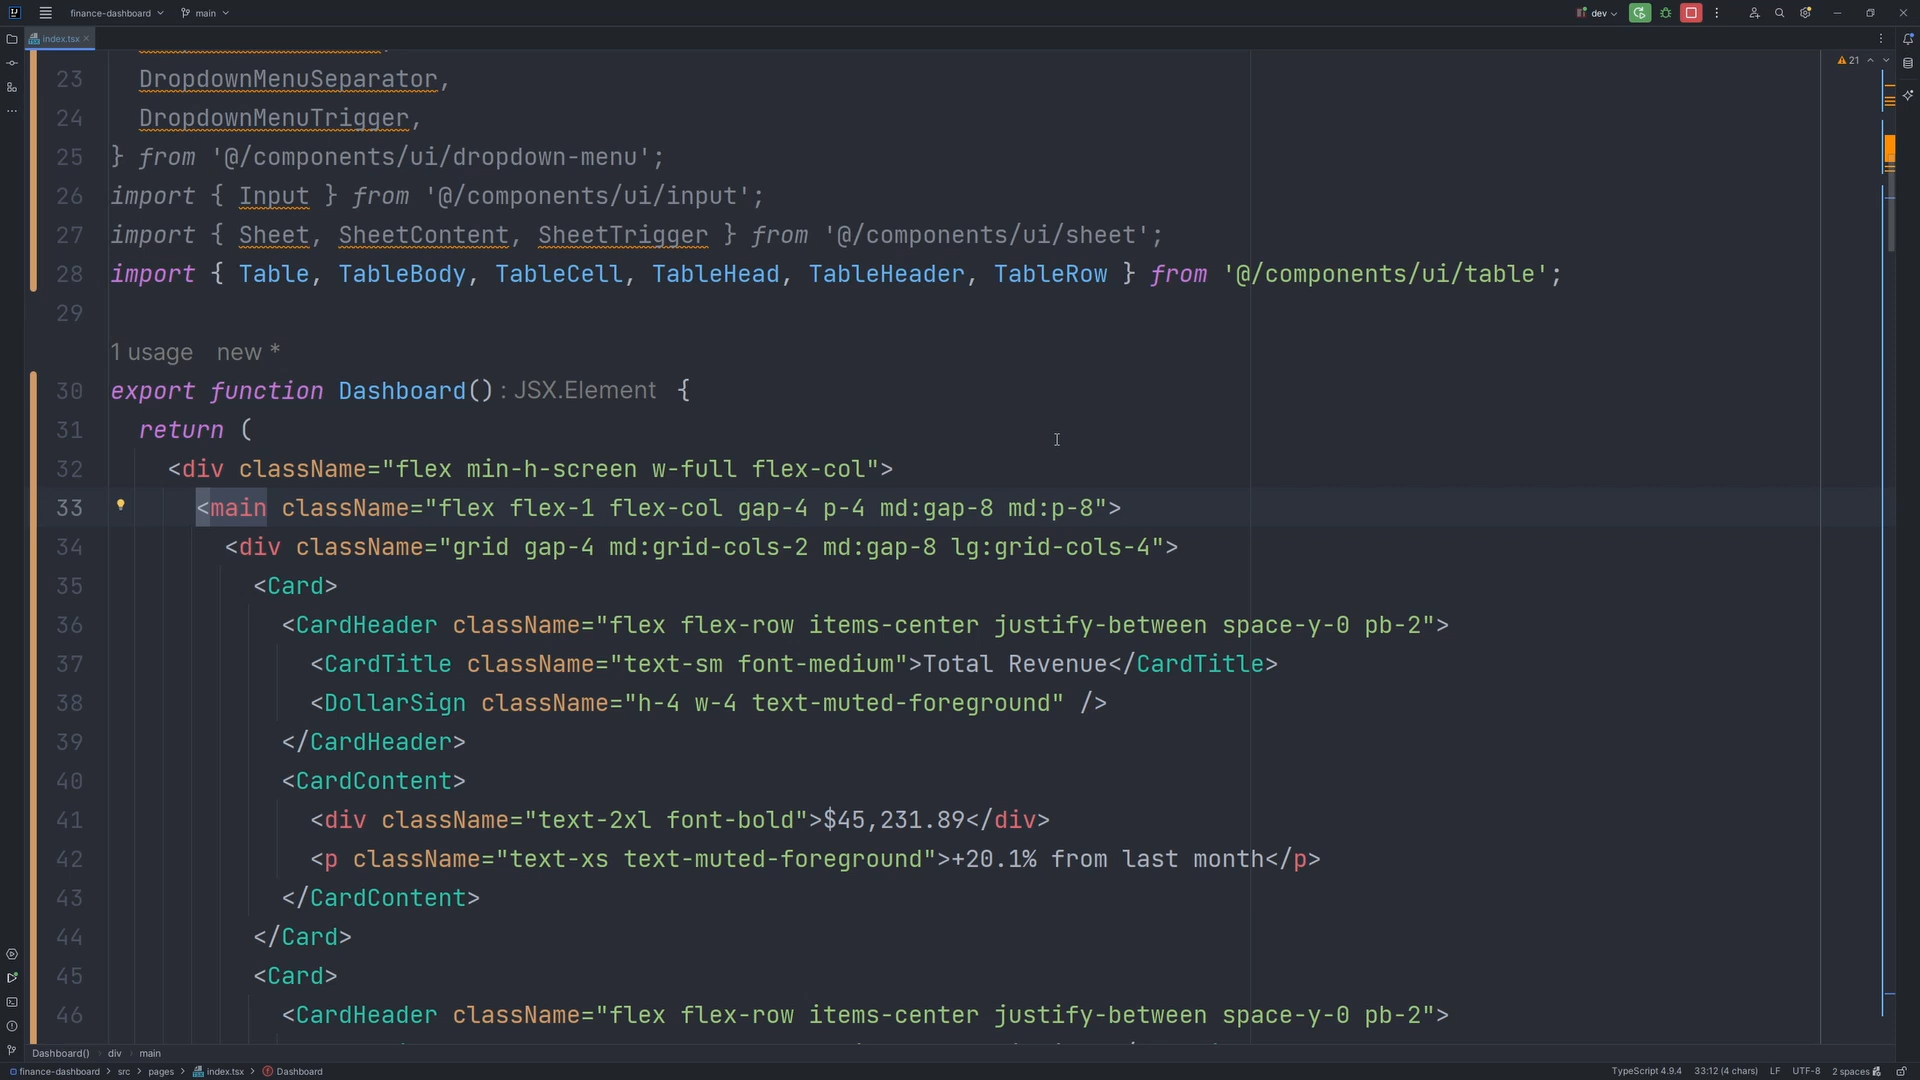 finance-dashboard main dev
index.tsx
21
23 DropdownMenuSeparator,
24 DropdownMenuTrigger,
25 } from '@/components/ui/dropdown-menu';
26 import { Input } from '@/components/ui/input';
27 import { Sheet, SheetContent, SheetTrigger } from '@/components/ui/sheet';
28 import { Table, TableBody, TableCell, TableHead, TableHeader, TableRow } from '@/components/ui/table';
29
1 usage new *
30 export function Dashboard() : JSX.Element {
31 return (
32 <div className="flex min-h-screen w-full flex-col">
33 <main className="flex flex-1 flex-col gap-4 p-4 md:gap-8 md:p-8">
34 <div className="grid gap-4 md:grid-cols-2 md:gap-8 lg:grid-cols-4">
35 <Card>
36 <CardHeader className="flex flex-row items-center justify-between space-y-0 pb-2">
37 <CardTitle className="text-sm font-medium">Total Revenue</CardTitle>
38 <DollarSign className="h-4 w-4 text-muted-foreground" />
39 </CardHeader>
40 <CardContent>
41 <div className="text-2xl font-bold">$45,231.89</div>
42 <p className="text-xs text-muted-foreground">+20.1% from last month</p>
43 </CardContent>
44 </Card>
45 <Card>
46 <CardHeader className="flex flex-row items-center justify-between space-y-0 pb-2">
Dashboard() > div > main
finance-dashboard > src > pages > index.tsx > Dashboard TypeScript 4.9.4 33:12 (4 chars) LF UTF-8 2 spaces